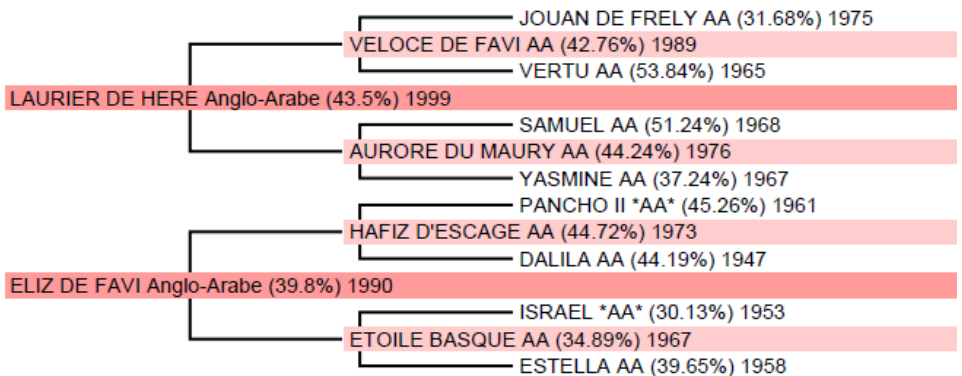 JOUAN DE FRELY AA (31.68%) 1975
VELOCE DE FAVI AA (42.76%) 1989
VERTU AA (53.84%) 1965
LAURIER DE HERE Anglo-Arabe (43.5%) 1999
SAMUEL AA (51.24%) 1968
AURORE DU MAURY AA (44.24%) 1976
YASMINE AA (37.24%) 1967
PANCHO II *AA* (45.26%) 1961
HAFIZ D'ESCAGE AA (44.72%) 1973
DALILA AA (44.19%) 1947
ELIZ DE FAVI Anglo-Arabe (39.8%) 1990
ISRAEL *AA* (30.13%) 1953
ETOILE BASQUE AA (34.89%) 1967
ESTELLA AA (39.65%) 1958